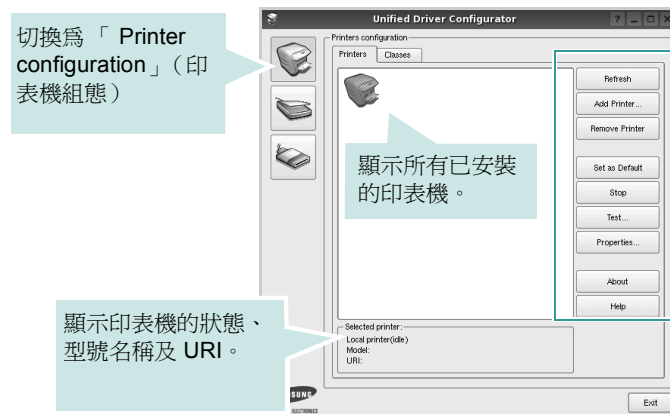 切換為「 Printer
configuration」（印
表機組態）
Unified Driver Configurator
Printers configuration
Printers
Classes
Refresh
Add Printer...
Remove Printer
顯示所有已安裝
的印表機。
Set as Default
Stop
Test...
Properties...
About
Help
顯示印表機的狀態、
型號名稱及 URI。
Selected printer:
Local printer(idle)
Model:
URI:
SUNG
ELECTRONICS
Exit